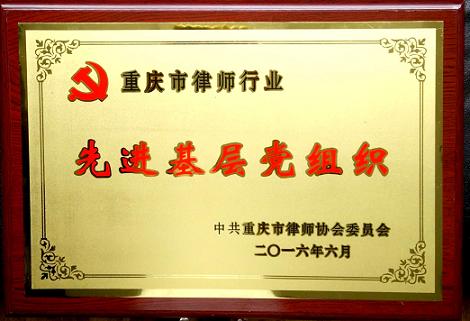 重庆市律师行业
先进基层党组织
中共重庆市律师协会委员会
二〇一六年六月